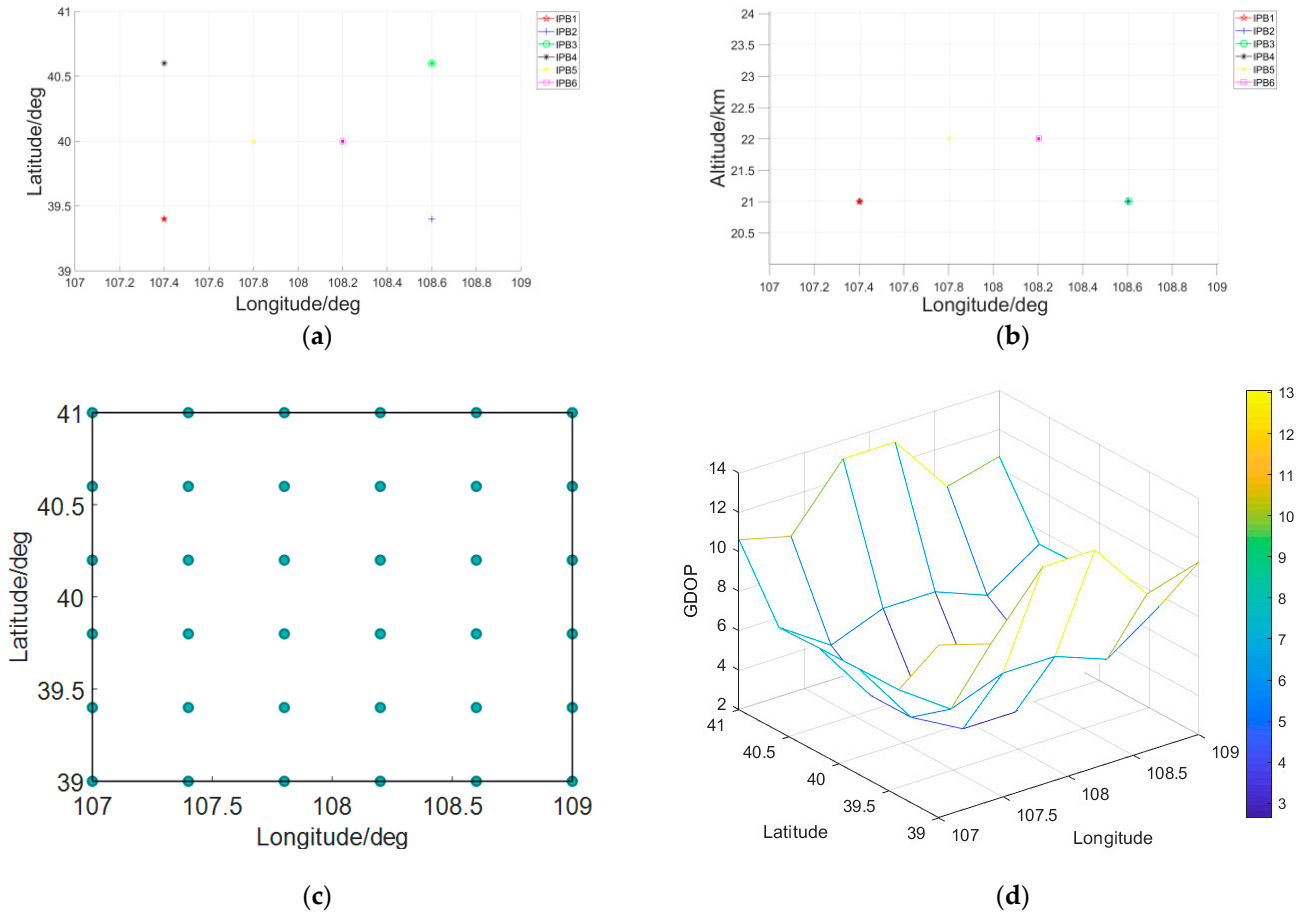 41
40.5
40
39.5
39
Latitude/deg
107 107.2 107.4 107.6 107.8 108 108.2 108.4 108.6 108.8 109
Longitude/deg
IPB1
IPB2
IPB3
IPB4
IPB5
IPB6
(a)
24
23.5
23
22.5
22
21.5
21
20.5
Altitude/km
107 107.2 107.4 107.6 107.8 108 108.2 108.4 108.6 108.8 109
Longitude/deg
IPB1
IPB2
IPB3
IPB4
IPB5
IPB6
(b)
41
40.5
40
39.5
39
Latitude/deg
107 107.5 108 108.5 109
Longitude/deg
(c)
14
12
10
8
6
4
2
GDOP
41
40.5
40
39.5
39
Latitude
107
107.5
108
108.5
109
Longitude
13
12
11
10
9
8
7
6
5
4
3
(d)